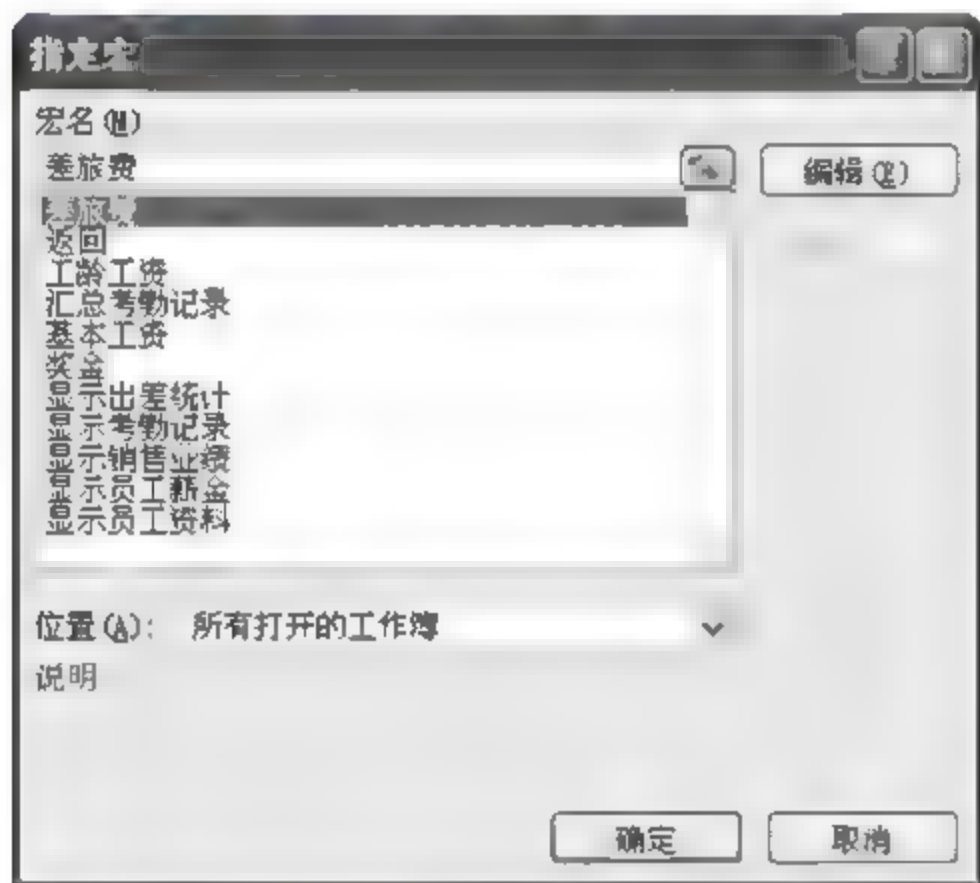 指定宏
宏名(M)
差旅费
编辑(E)
差旅费
返回
工龄工资
汇总考勤记录
基本工资
奖金
显示出差统计
显示考勤记录
显示销售业绩
显示员工薪金
显示员工资料
位置(A): 所有打开的工作簿
说明
确定 取消